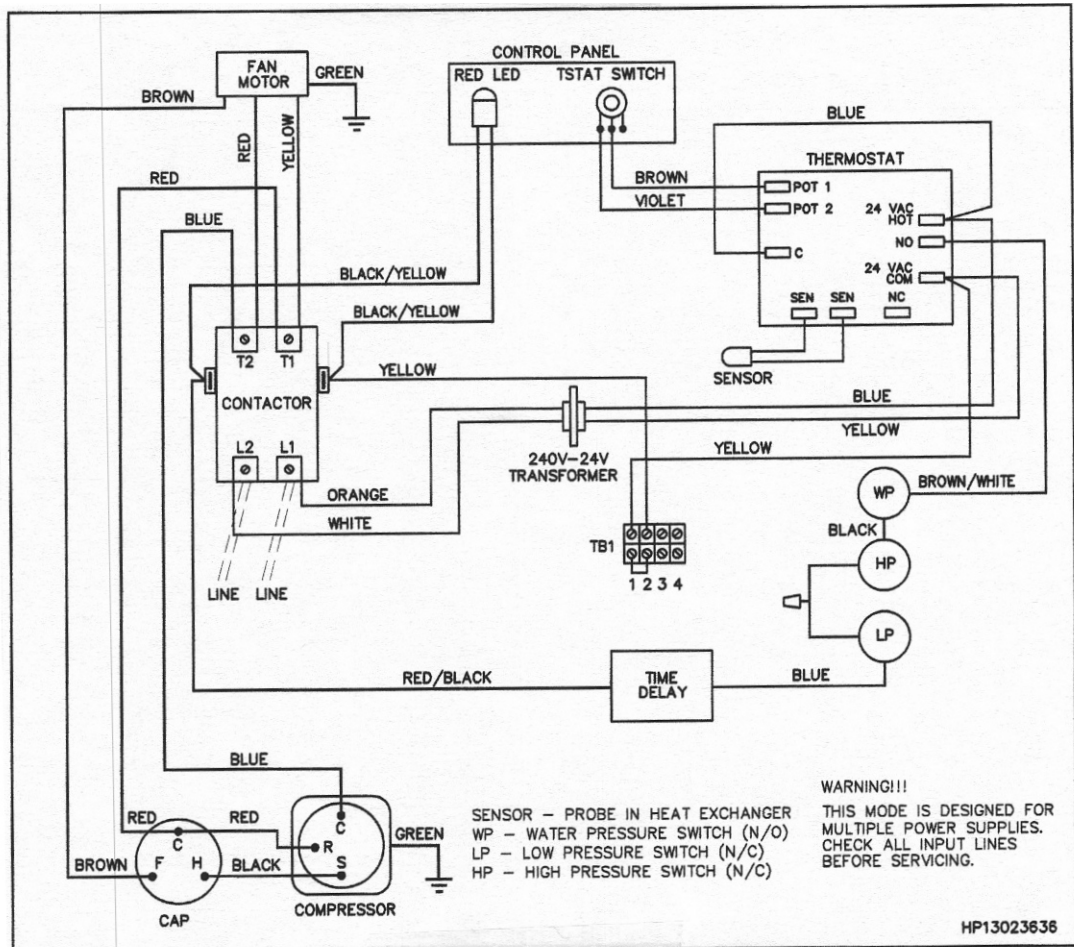 CONTROL PANEL
FAN
MOTOR
GREEN
RED LED
TSTAT SWITCH
BROWN
BLUE
RED
YELLOW
THERMOSTAT
RED
BROWN
POT 1
VIOLET
POT 2
24 VAC
HOT
BLUE
NO
C
24 VAC
COM
BLACK/YELLOW
SEN
SEN
NC
BLACK/YELLOW
T2
T1
YELLOW
SENSOR
CONTACTOR
BLUE
YELLOW
L2
L1
240V-24V
TRANSFORMER
YELLOW
ORANGE
WP
BROWN/WHITE
WHITE
BLACK
TB1
HP
1 2 3 4
LINE
LINE
LP
RED/BLACK
TIME
DELAY
BLUE
BLUE
WARNING!!!
THIS MODE IS DESIGNED FOR
MULTIPLE POWER SUPPLIES.
CHECK ALL INPUT LINES
BEFORE SERVICING.
SENSOR - PROBE IN HEAT EXCHANGER
WP - WATER PRESSURE SWITCH (N/O)
LP - LOW PRESSURE SWITCH (N/C)
HP - HIGH PRESSURE SWITCH (N/C)
RED
RED
C
C
GREEN
R
BROWN
F
H
BLACK
S
CAP
COMPRESSOR
HP13023636